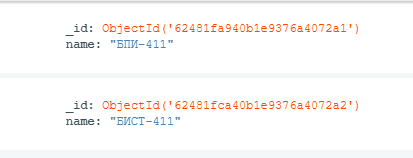 _id: ObjectId('62481fa940b1e9376a4072a1')
name: "БПИ-411"
_id: ObjectId('62481fca40b1e9376a4072a2')
name: "БИСТ-411"